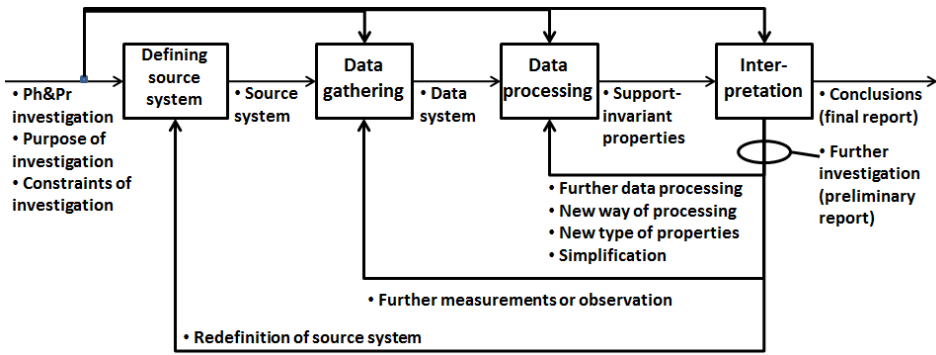 Defining
source
system
Data
gathering
Data
processing
Inter-
pretation
• Ph&Pr
investigation
• Purpose of
investigation
• Constraints of
investigation
• Source
system
• Data
system
• Support-
invariant
properties
• Conclusions
(final report)
• Further
investigation
(preliminary
report)
• Further data processing
• New way of processing
• New type of properties
• Simplification
• Further measurements or observation
• Redefinition of source system